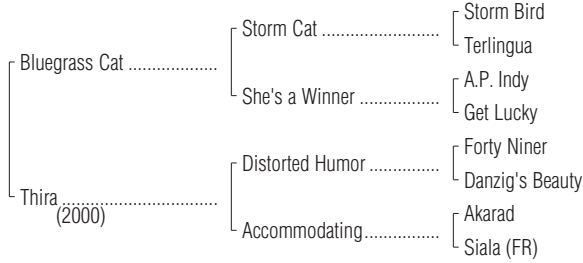 Storm Bird
Storm Cat ......................
Terlingua
Bluegrass Cat ..................
A.P. Indy
She's a Winner ...............
Get Lucky
Forty Niner
Distorted Humor .............
Danzig's Beauty
Thira ...............................
(2000)
Akarad
Accommodating..............
Siala (FR)